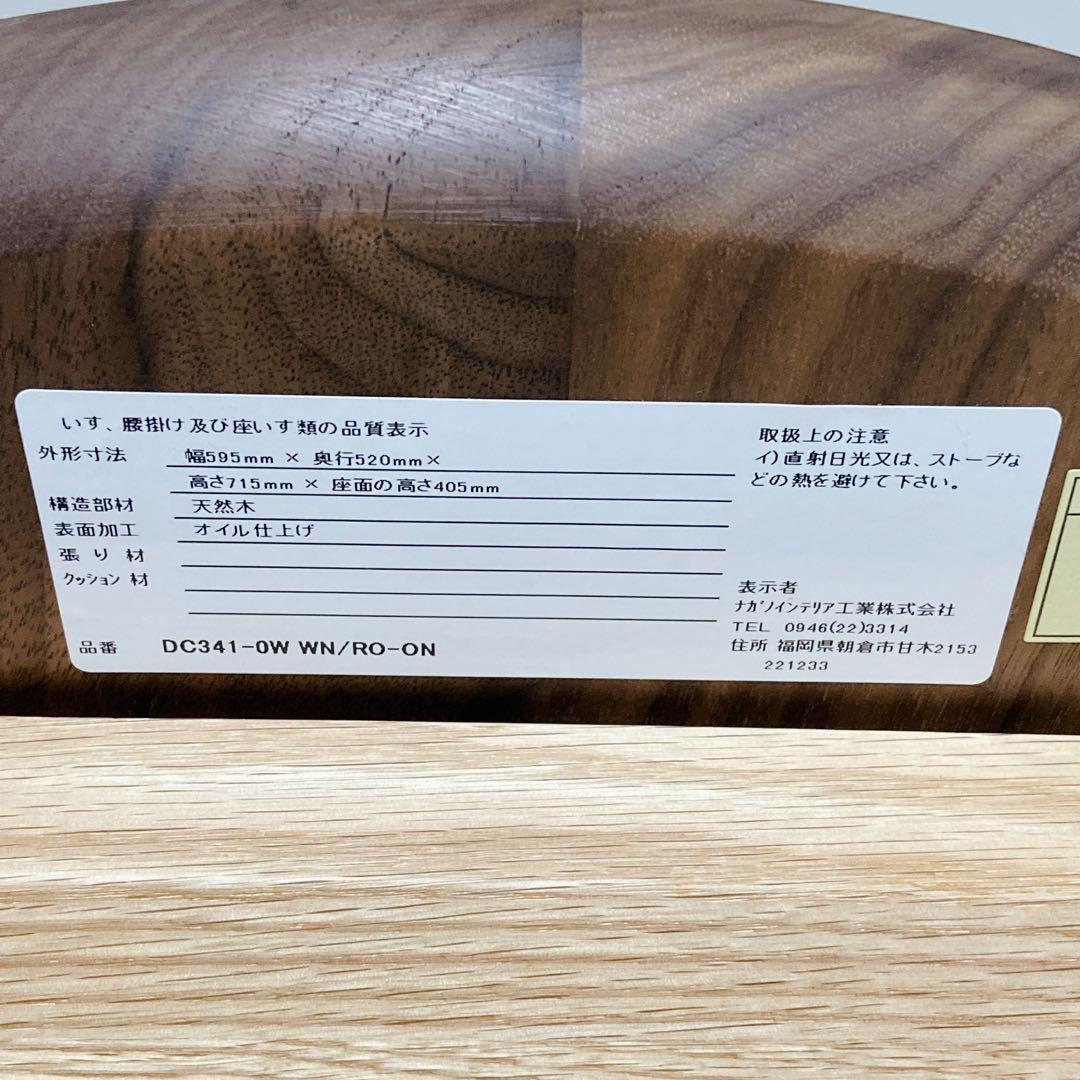 いす、腰掛け及び座いす類の品質表示
外形寸法 幅595mm × 奥行520mm×
高さ715mm × 座面の高さ405mm
構造部材 天然木
表面加工 オイル仕上げ
張り材
クッション材
品番 DC341-0W WN/RO-ON
取扱上の注意
イ)直射日光又は、ストーブな
どの熱を避けて下さい。
表示者
ナガノインテリア工業株式会社
TEL 0946(22)3314
住所 福岡県朝倉市甘木2153
221233